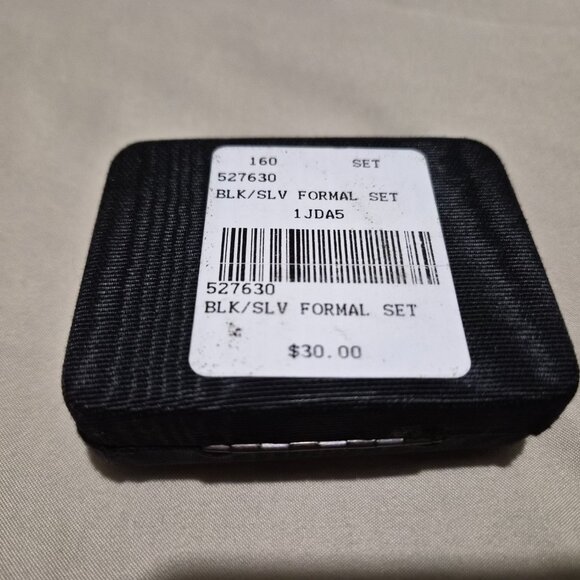 160 SET
527630
BLK/SLV FORMAL SET
1JDA5
527630
BLK/SLV FORMAL SET
$30.00